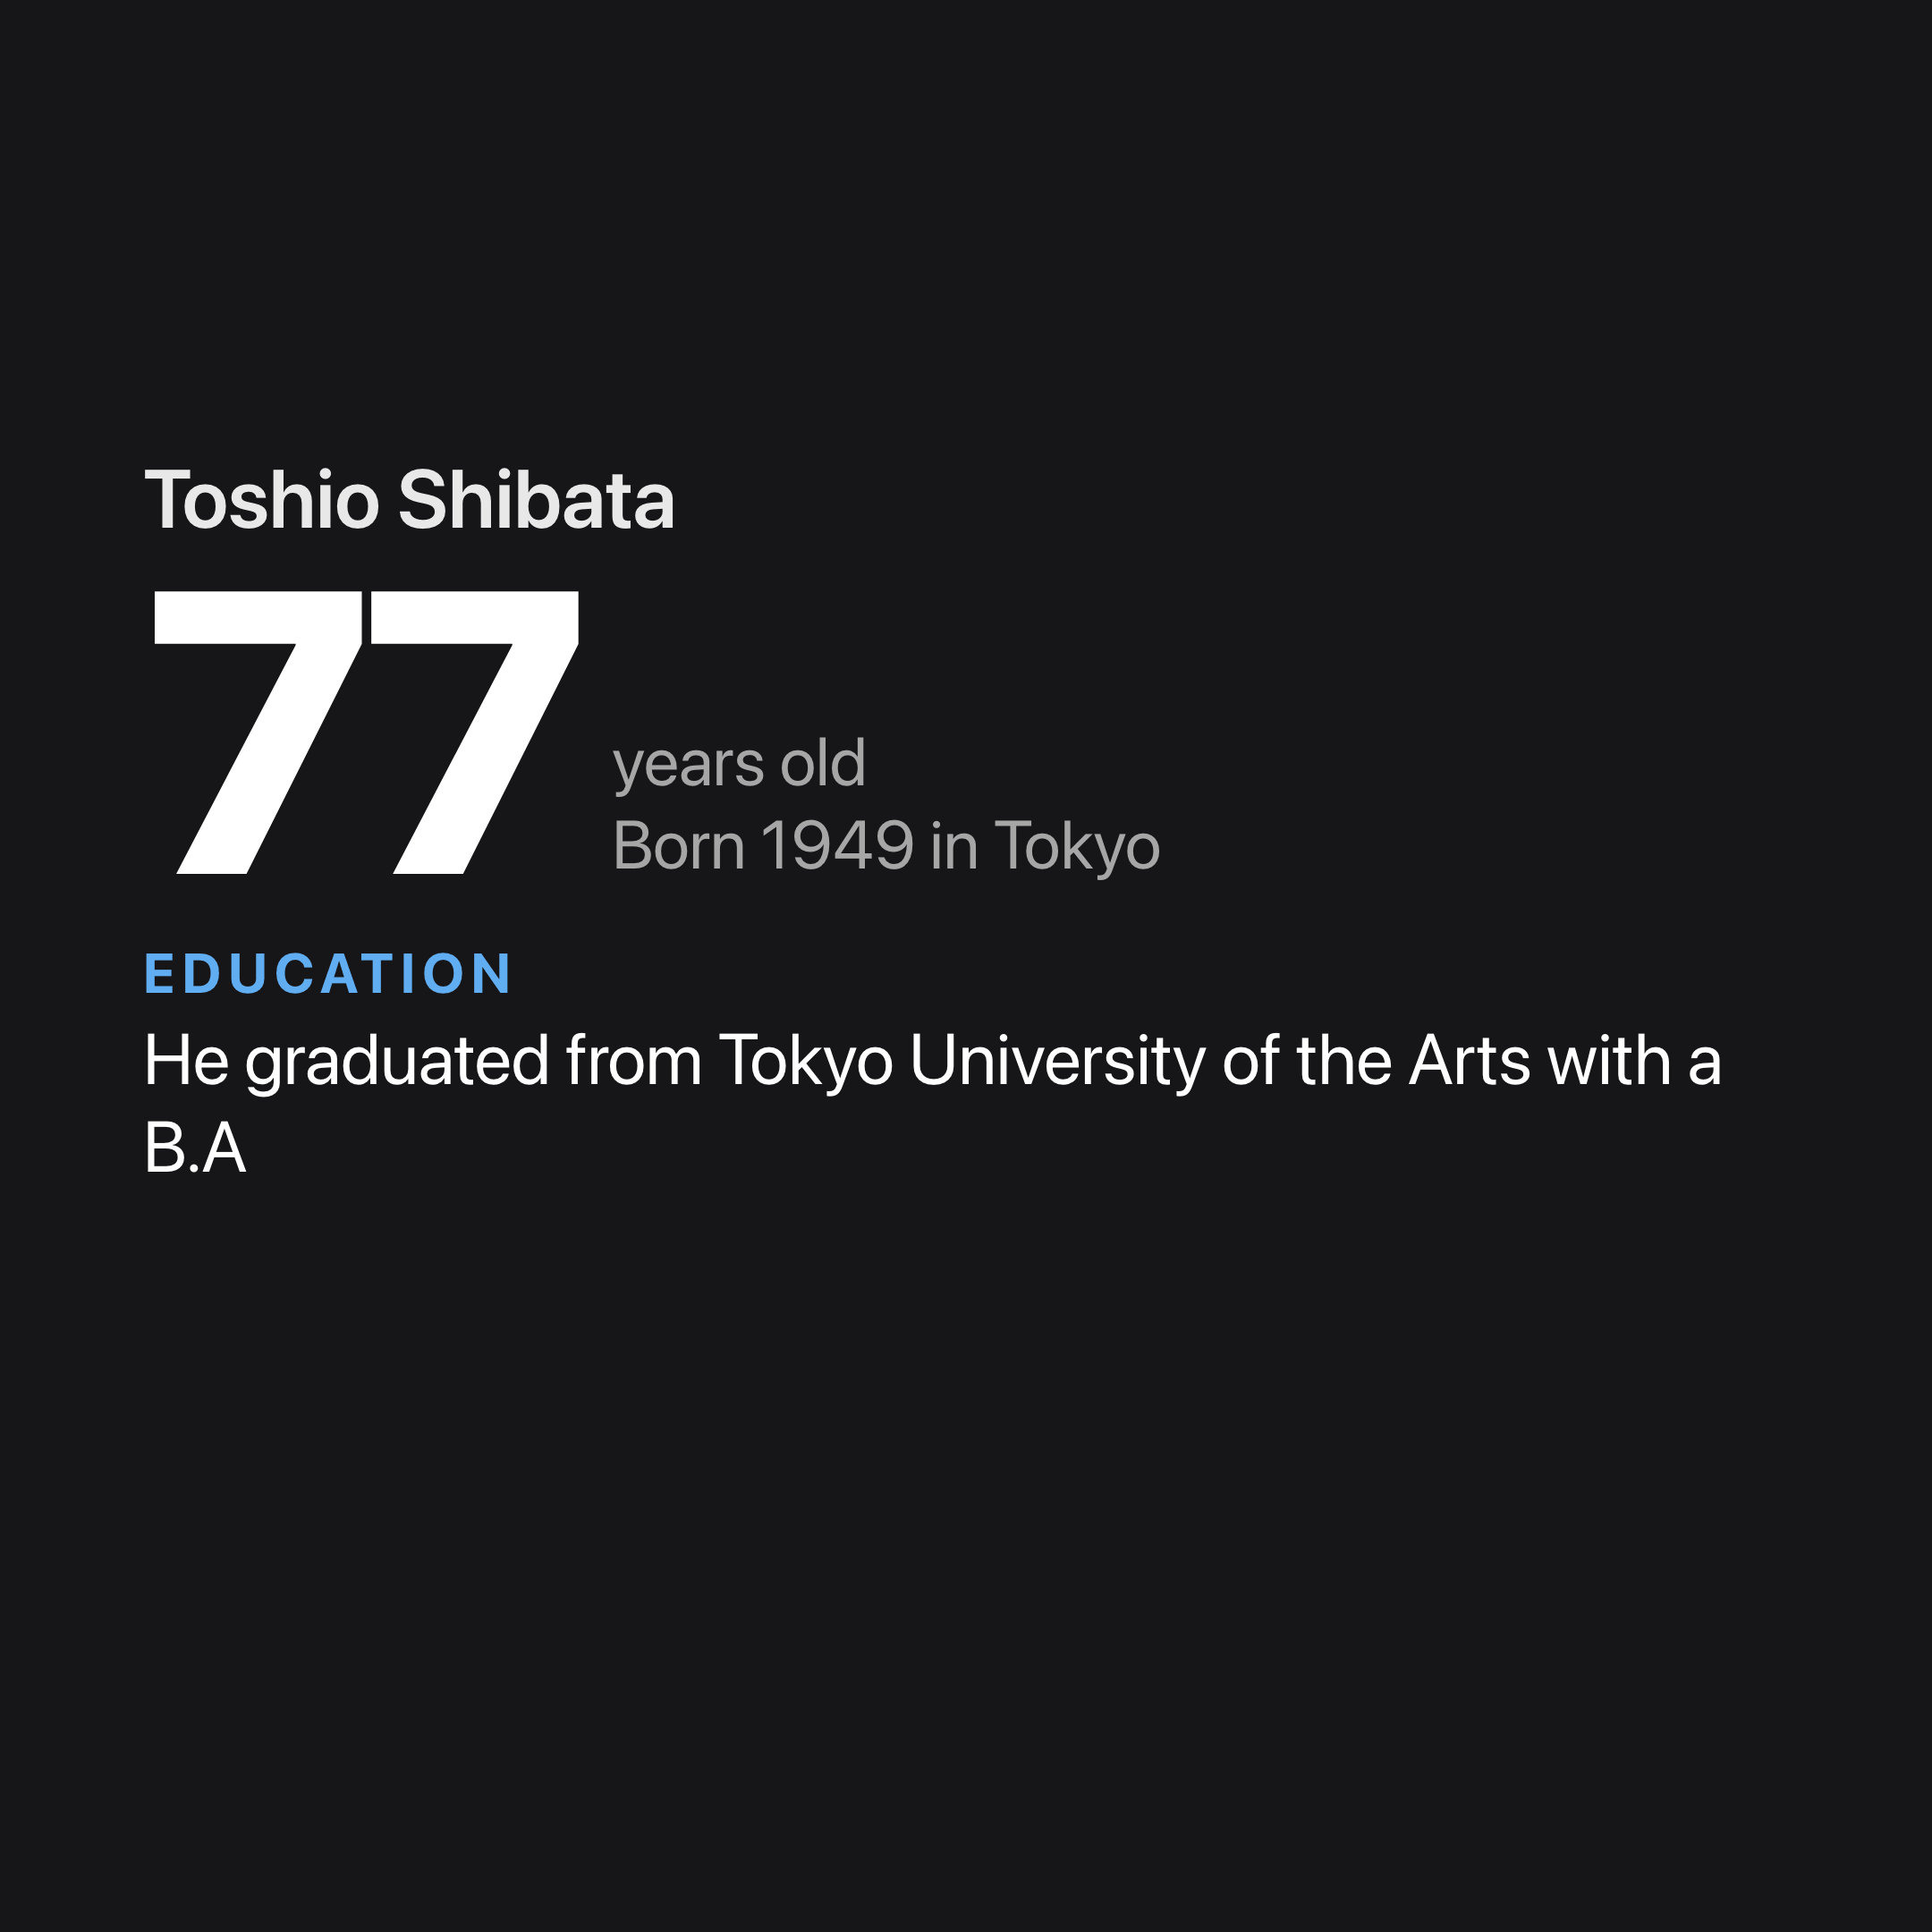 Toshio Shibata
77
years old
Born 1949 in Tokyo
EDUCATION
He graduated from Tokyo University of the Arts with a
B.A